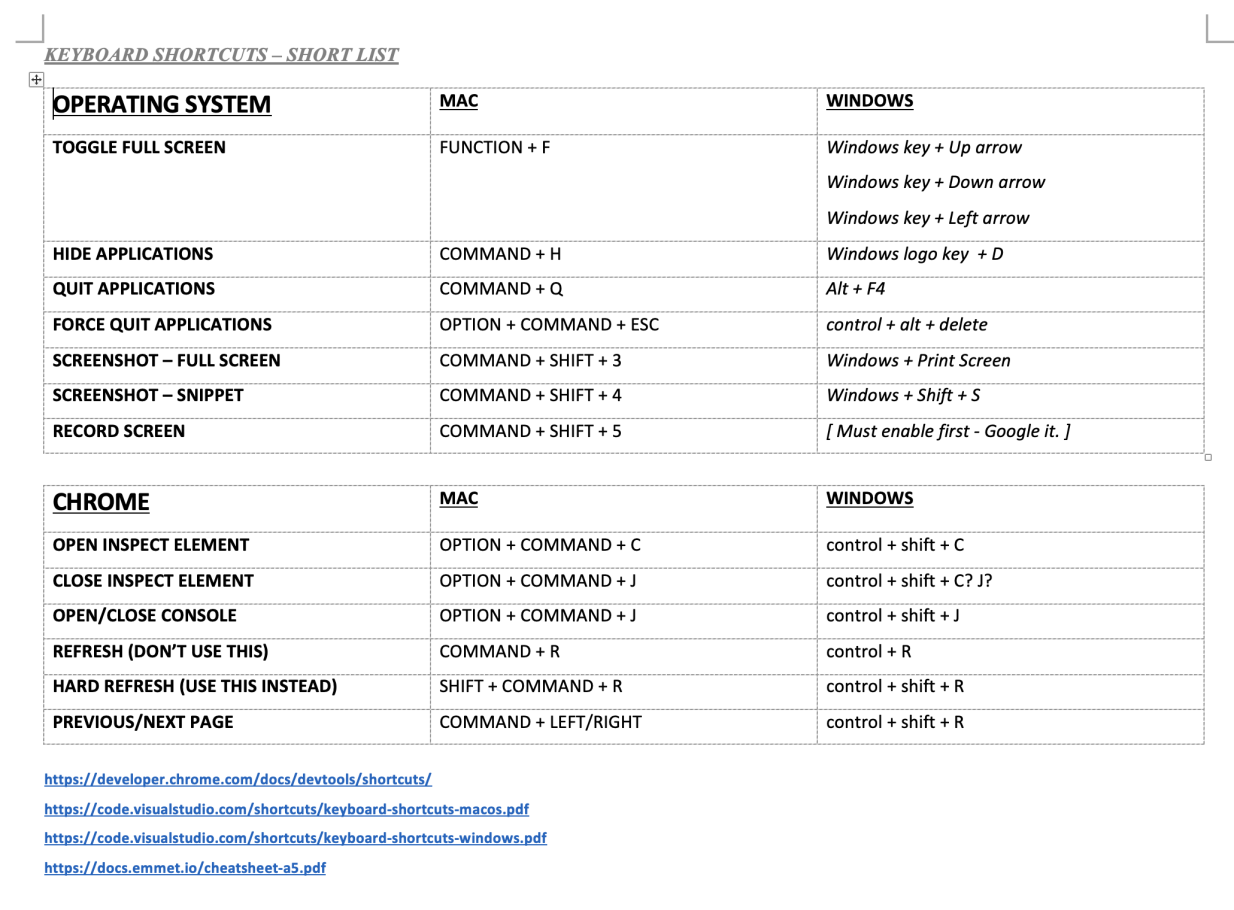 KEYBOARD SHORTCUTS – SHORT LIST
OPERATING SYSTEM MAC WINDOWS
TOGGLE FULL SCREEN FUNCTION + F Windows key + Up arrow
Windows key + Down arrow
Windows key + Left arrow
HIDE APPLICATIONS COMMAND + H Windows logo key  + D
QUIT APPLICATIONS COMMAND + Q Alt + F4
FORCE QUIT APPLICATIONS OPTION + COMMAND + ESC control + alt + delete
SCREENSHOT – FULL SCREEN COMMAND + SHIFT + 3 Windows + Print Screen
SCREENSHOT – SNIPPET COMMAND + SHIFT + 4 Windows + Shift + S
RECORD SCREEN COMMAND + SHIFT + 5 [ Must enable first - Google it. ]
CHROME MAC WINDOWS
OPEN INSPECT ELEMENT OPTION + COMMAND + C control + shift + C
CLOSE INSPECT ELEMENT OPTION + COMMAND + J control + shift + C? J?
OPEN/CLOSE CONSOLE OPTION + COMMAND + J control + shift + J
REFRESH (DON’T USE THIS) COMMAND + R control + R
HARD REFRESH (USE THIS INSTEAD) SHIFT + COMMAND + R control + shift + R
PREVIOUS/NEXT PAGE COMMAND + LEFT/RIGHT control + shift + R
https://developer.chrome.com/docs/devtools/shortcuts/
https://code.visualstudio.com/shortcuts/keyboard-shortcuts-macos.pdf
https://code.visualstudio.com/shortcuts/keyboard-shortcuts-windows.pdf
https://docs.emmet.io/cheatsheet-a5.pdf